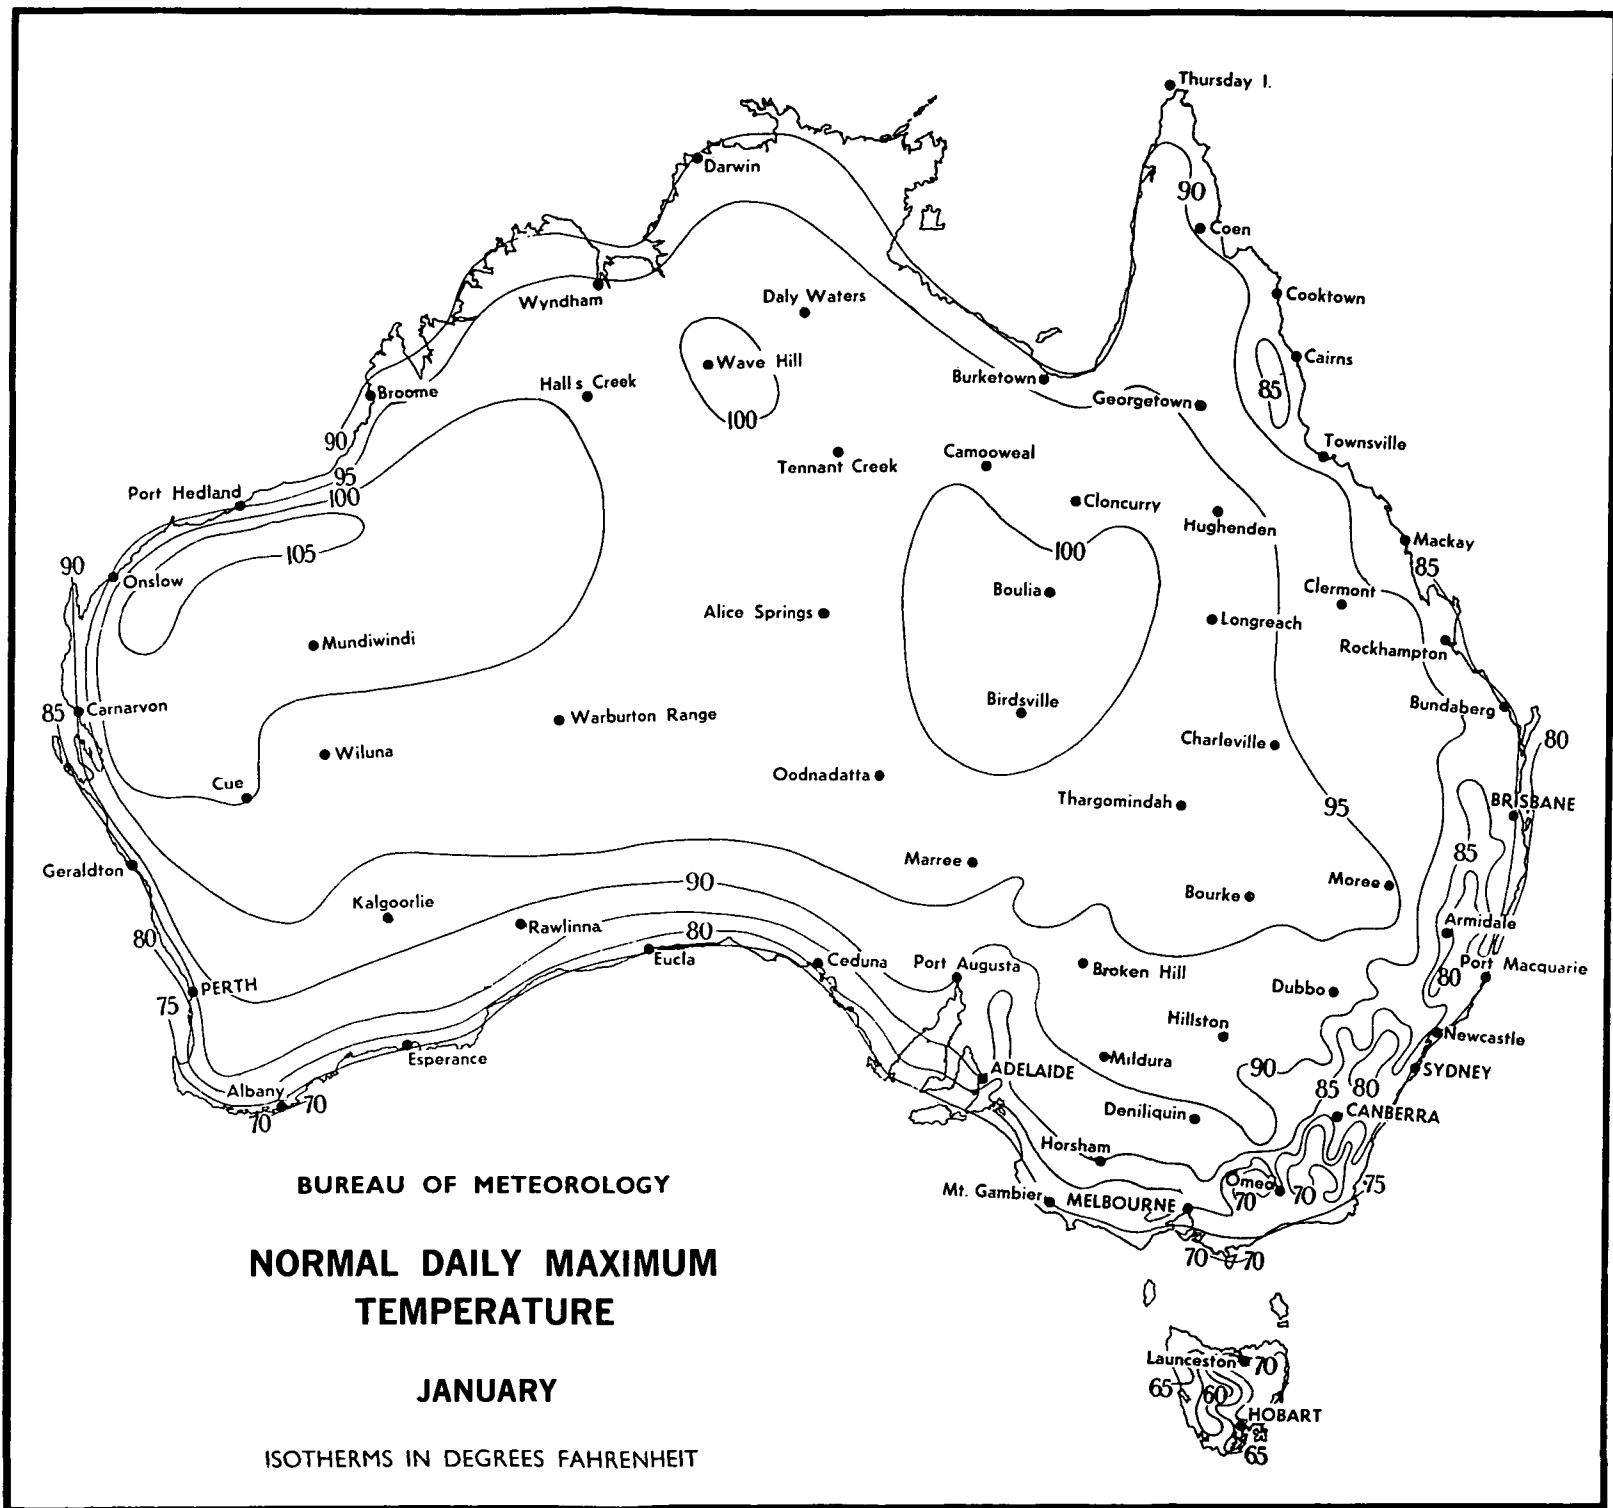 Thursday I.
Darwin
90
Coen
Wyndham
Daly Waters
Cooktown
Wave Hill
Cairns
Broome
Halls Creek
Burketown
Georgetown
85
100
90
Townsville
95
Tennant Creek
Camooweal
Port Hedland
100
Cloncurry
Hughenden
105
100
Mackay
90
Onslow
85
Boulia
Clermont
Alice Springs
Longreach
Mundiwindi
Rockhampton
85
Carnarvon
Warburton Range
Birdsville
Bundaberg
80
Wiluna
Charleville
Cue
Oodnadatta
Thargomindah
95
BRISBANE
Geraldton
Marree
85
90
Moree
Kalgoorlie
Bourke
Armidale
80
Rawlinna
80
Eucla
Ceduna
Port Augusta
Broken Hill
80
Port Macquarie
PERTH
Dubbo
75
Hillston
Newcastle
Esperance
Mildura
90
SYDNEY
ADELAIDE
85
80
Albany
70
70
Deniliquin
CANBERRA
Horsham
Omeo
75
Mt. Gambier
MELBOURNE
70
70
70
70
BUREAU OF METEOROLOGY
NORMAL DAILY MAXIMUM
TEMPERATURE
JANUARY
ISOTHERMS IN DEGREES FAHRENHEIT
Launceston
70
65
60
HOBART
65